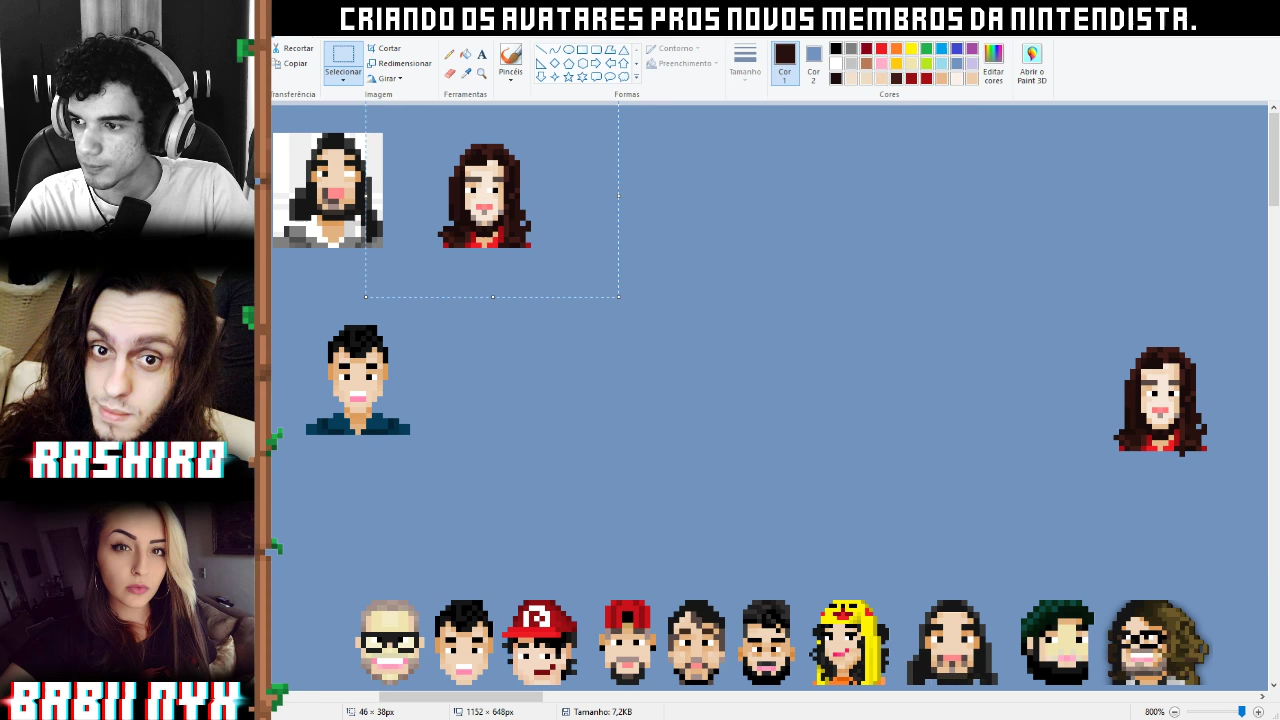 CRIANDO OS AVATARES PROS NOVOS MEMBROS DA NINTENDISTA.
Recortar
Copiar
Transferência
Selecionar
Cortar
Redimensionar
Girar
Imagem
A
Ferramentas
Pincéis
Contorno
Preenchimento
Formas
Tamanho
Cor
1
Cor
2
Editar
cores
Cores
Abrir o
Paint 3D
RASHIRO
BABII NYX
46 × 38px
1152 × 648px
Tamanho: 7,2KB
800%